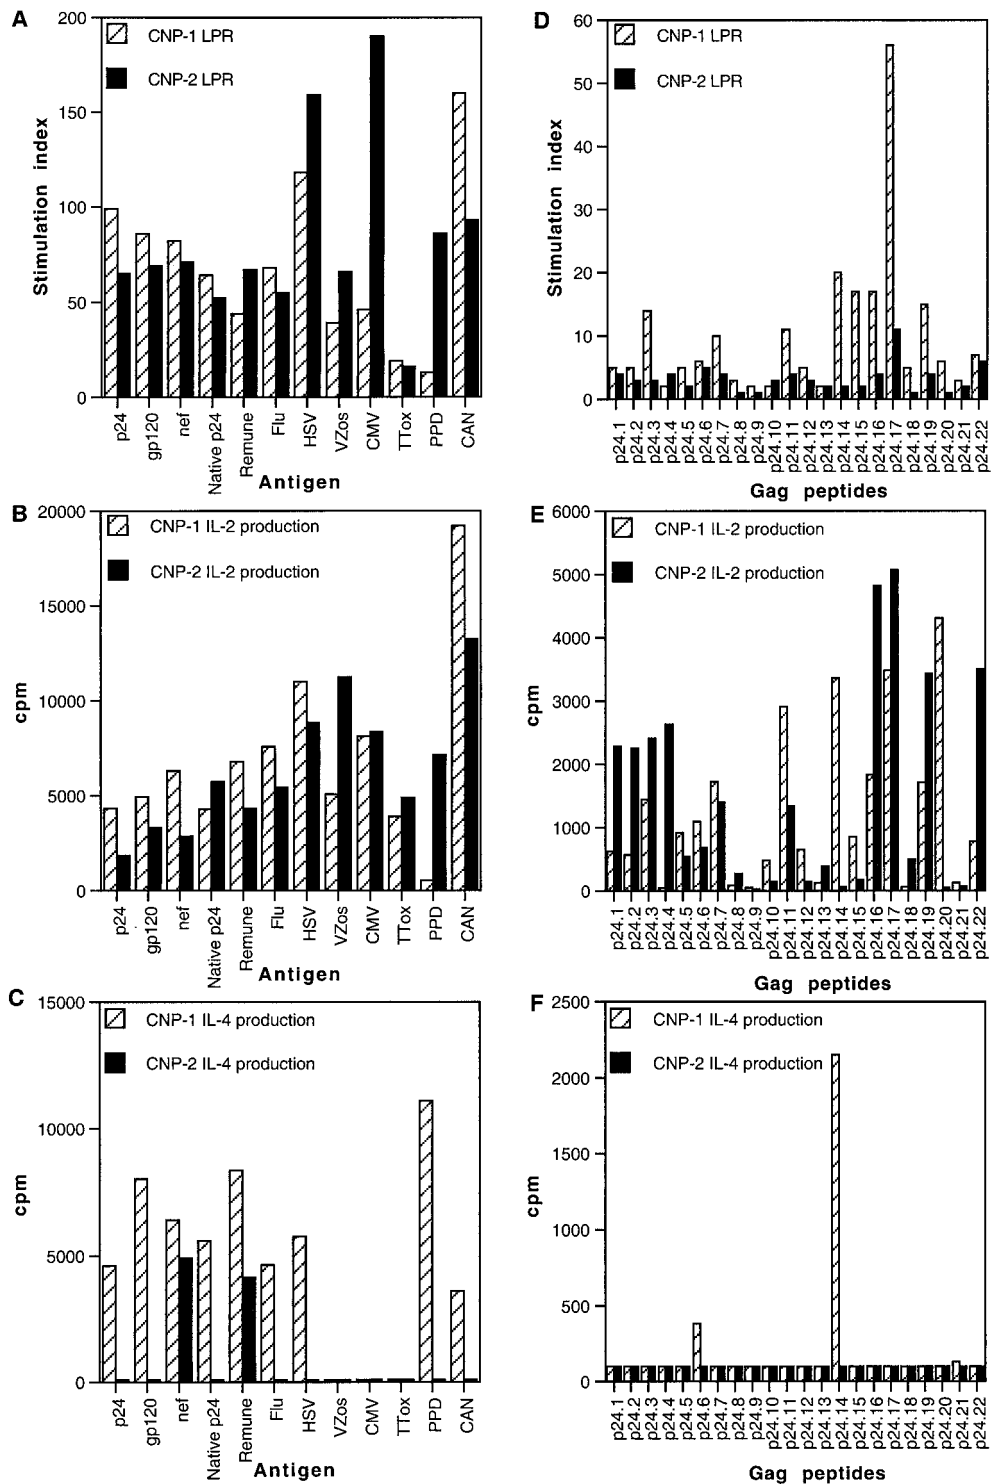 A
200
150
100
50
0
Stimulation index
CNP-1 LPR
CNP-2 LPR
p24
gp120
nef
Native p24
Remune
Flu
HSV
VZos
CMV
TTox
PPD
CAN
Antigen
D
60
50
40
30
20
10
0
Stimulation index
CNP-1 LPR
CNP-2 LPR
p24.1
p24.2
p24.3
p24.4
p24.5
p24.6
p24.7
p24.8
p24.9
p24.10
p24.11
p24.12
p24.13
p24.14
p24.15
p24.16
p24.17
p24.18
p24.19
p24.20
p24.21
p24.22
Gag peptides
B
20000
15000
10000
5000
0
cpm
CNP-1 IL-2 production
CNP-2 IL-2 production
p24
gp120
nef
Native p24
Remune
Flu
HSV
VZos
CMV
TTox
PPD
CAN
Antigen
E
6000
5000
4000
3000
2000
1000
0
cpm
CNP-1 IL-2 production
CNP-2 IL-2 production
p24.1
p24.2
p24.3
p24.4
p24.5
p24.6
p24.7
p24.8
p24.9
p24.10
p24.11
p24.12
p24.13
p24.14
p24.15
p24.16
p24.17
p24.18
p24.19
p24.20
p24.21
p24.22
Gag peptides
C
15000
10000
5000
0
cpm
CNP-1 IL-4 production
CNP-2 IL-4 production
p24
gp120
nef
Native p24
Remune
Flu
HSV
VZos
CMV
TTox
PPD
CAN
Antigen
F
2500
2000
1500
1000
500
0
cpm
CNP-1 IL-4 production
CNP-2 IL-4 production
p24.1
p24.2
p24.3
p24.4
p24.5
p24.6
p24.7
p24.8
p24.9
p24.10
p24.11
p24.12
p24.13
p24.14
p24.15
p24.16
p24.17
p24.18
p24.19
p24.20
p24.21
p24.22
Gag peptides